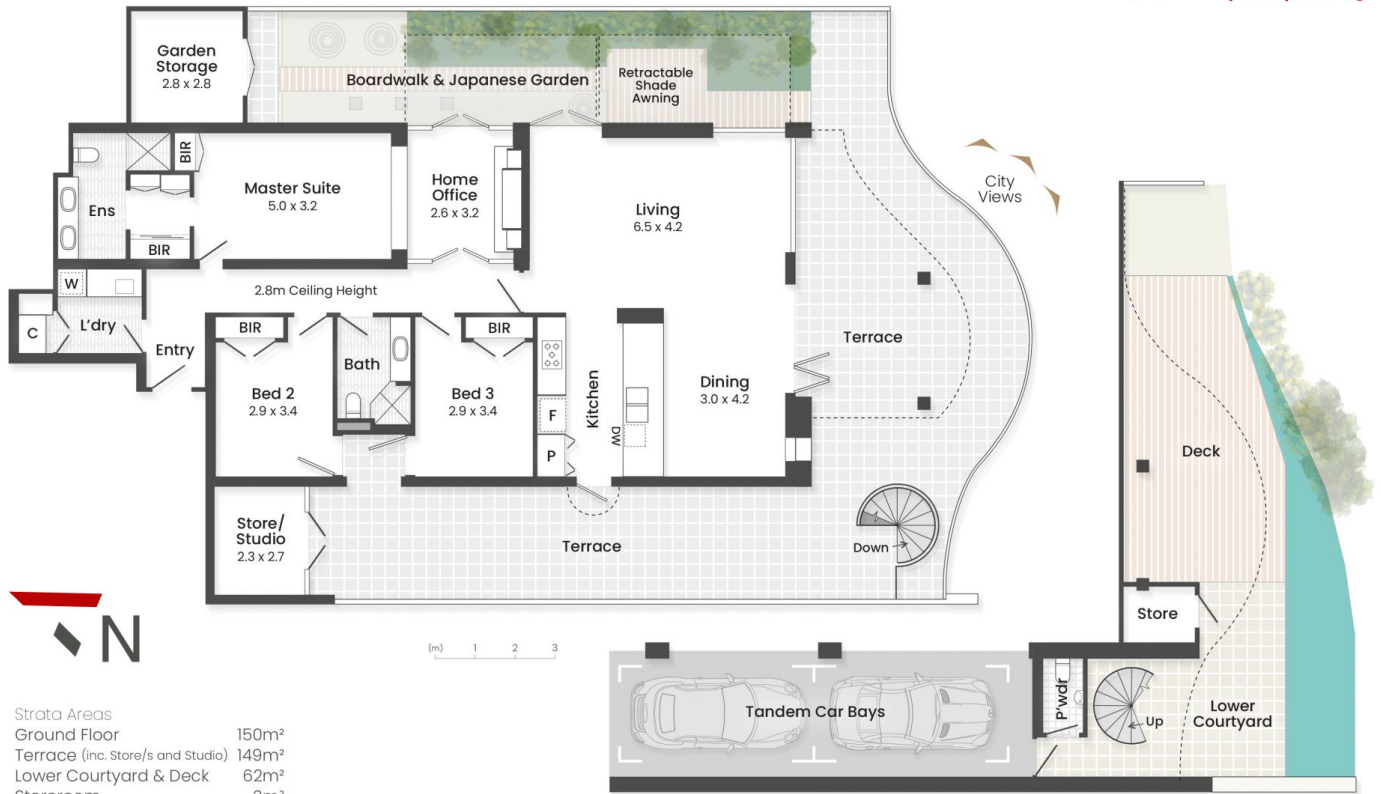 Garden
Storage
2.8 x 2.8
Boardwalk & Japanese Garden
Retractable
Shade
Awning
BIR
Ens
Master Suite
5.0 x 3.2
Home
Office
2.6 x 3.2
Living
6.5 x 4.2
City
Views
BIR
W
2.8m Ceiling Height
C
L'dry
Entry
BIR
Bath
BIR
Terrace
Bed 2
2.9 x 3.4
Bed 3
2.9 x 3.4
Kitchen
F
DW
P
Dining
3.0 x 4.2
Deck
Store/
Studio
2.3 x 2.7
Terrace
Down
Store
N
(m) 1 2 3
Tandem Car Bays
P'wdr
Up
Lower
Courtyard
Strata Areas
Ground Floor 150m²
Terrace (inc. Store/s and Studio) 149m²
Lower Courtyard & Deck 62m²